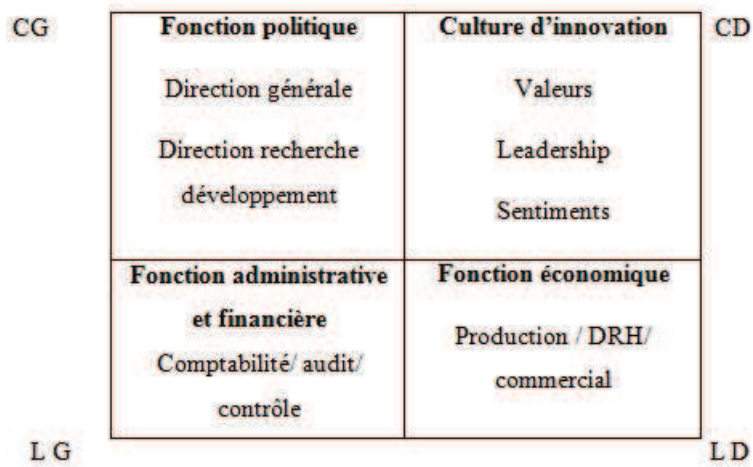 CG
Fonction politique
Culture d'innovation
CD
Direction générale
Valeurs
Direction recherche
développement
Leadership
Sentiments
Fonction administrative
et financière
Fonction économique
Comptabilité/ audit/
contrôle
Production / DRH/
commercial
L G
L D